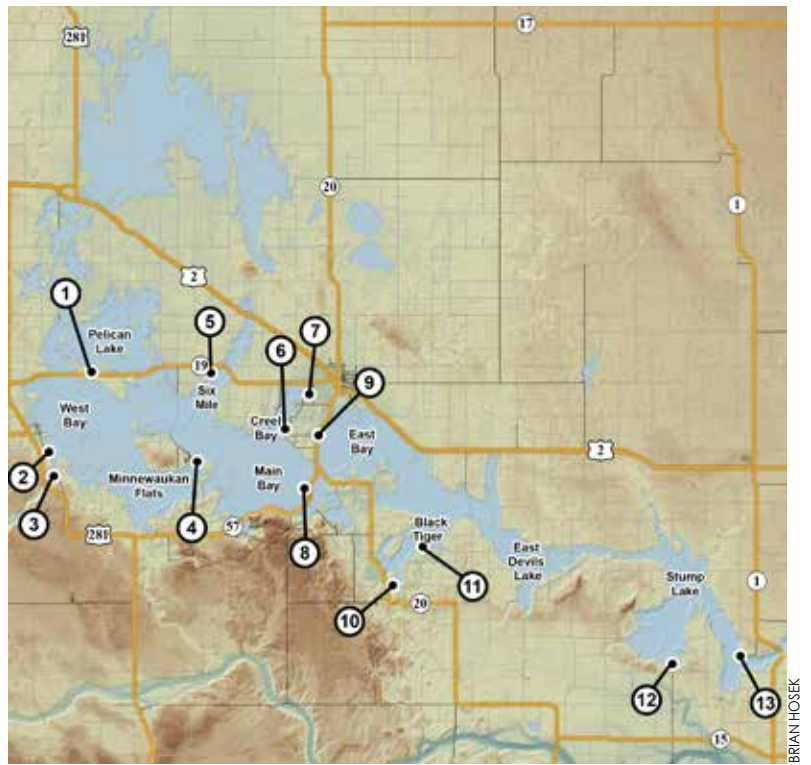 281
17
20
1
2
1
5
7
Pelican
Lake
19
6
9
Six
Mile
West
Bay
Creel
Bay
East
Bay
2
2
Minnewaukan
Flats
Main
Bay
3
4
281
57
8
Black
Tiger
East
Devils
Lake
11
10
20
Stump
Lake
1
12
13
15
BRIAN HOSEK